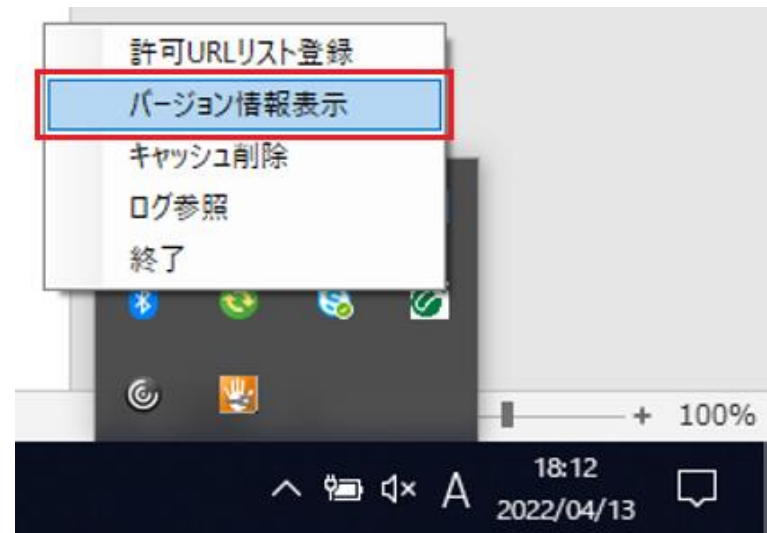 許可URLリスト登録
バージョン情報表示
キャッシュ削除
ログ参照
終了
100%
A
18:12
2022/04/13